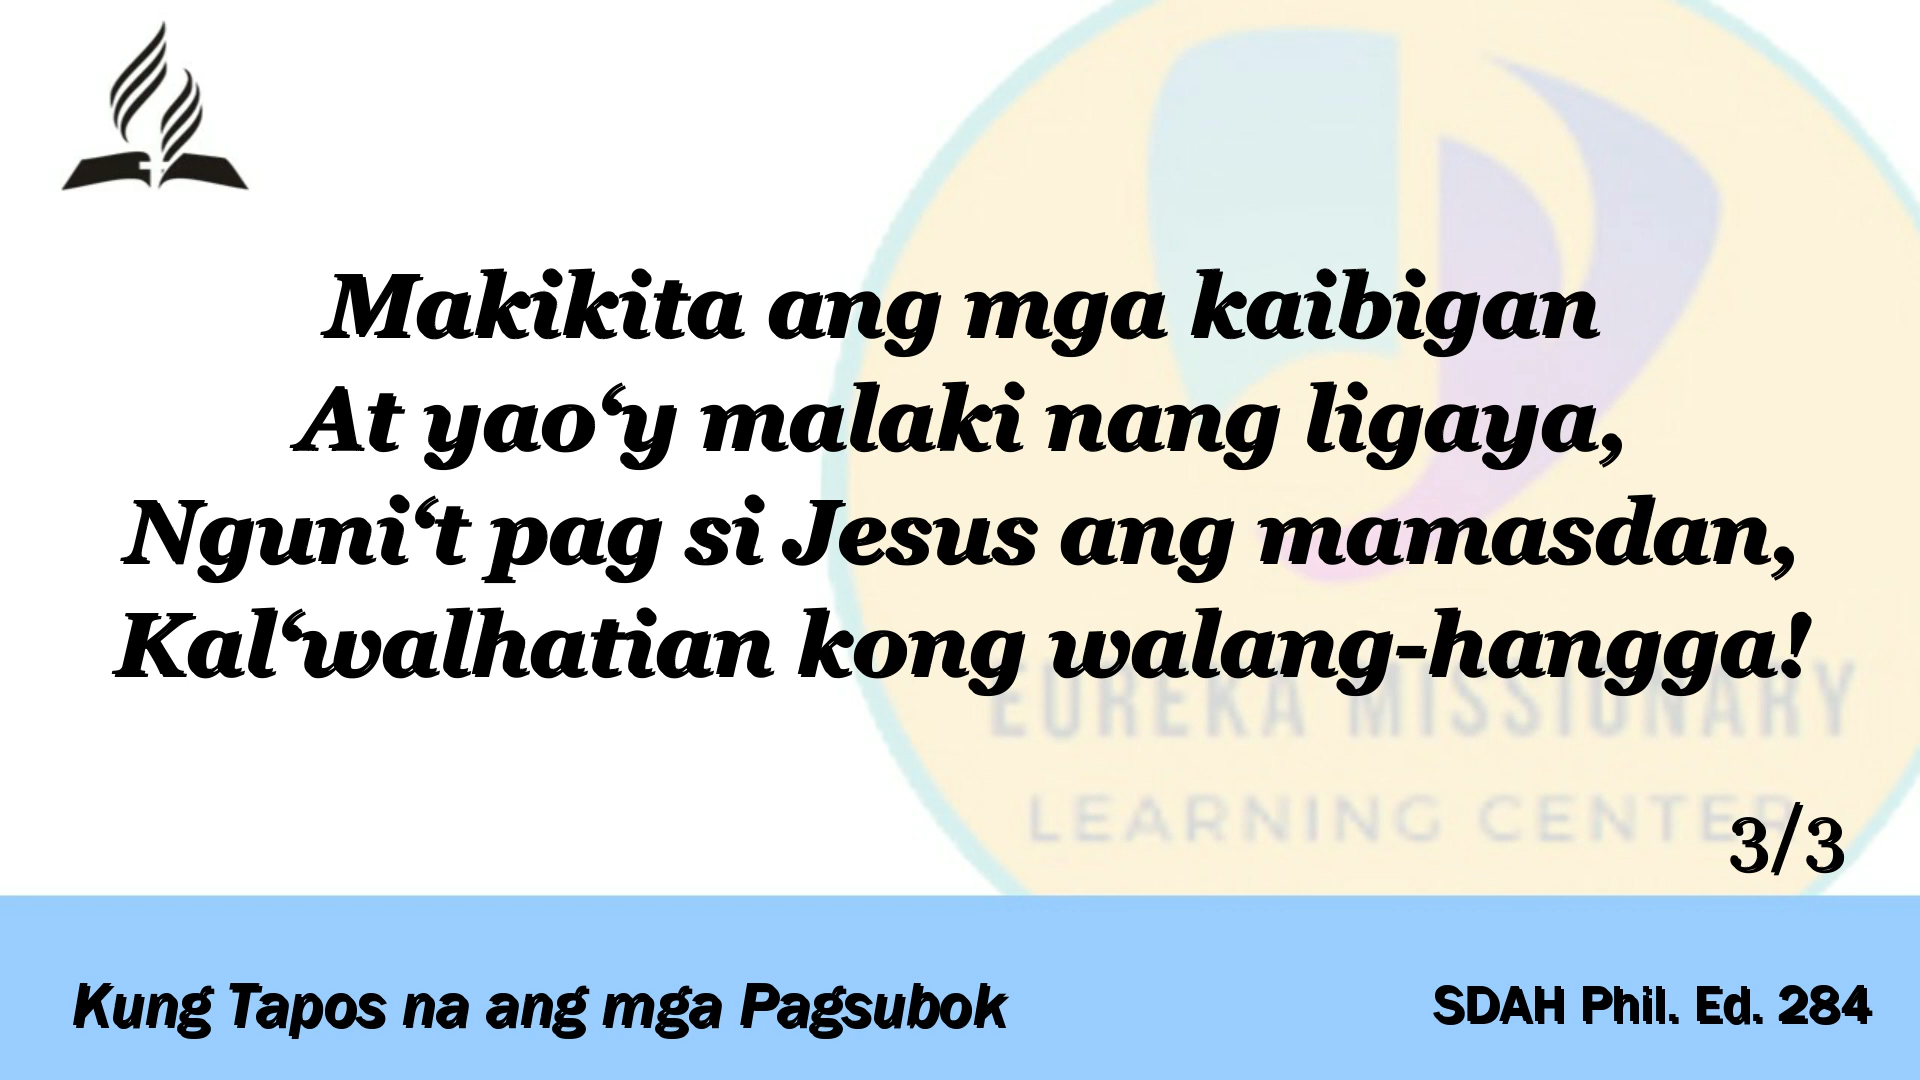 Makikita ang mga kaibigan
At yao‘y malaki nang ligaya,
Nguni‘t pag si Jesus ang mamasdan,
Kal‘walhatian kong walang-hangga!
EUREKA MISSIONARY
LEARNING CENTER
3/3
Kung Tapos na ang mga Pagsubok
SDAH Phil. Ed. 284